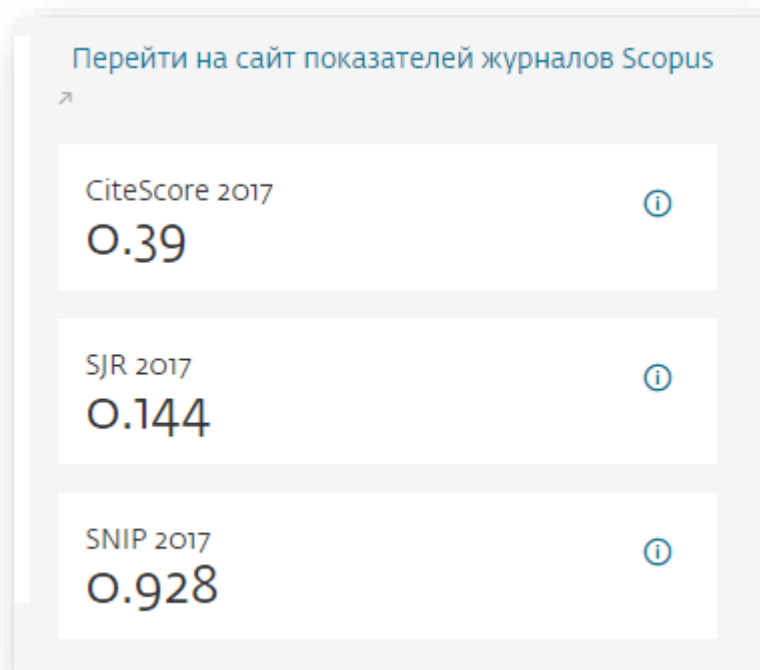 Перейти на сайт показателей журналов Scopus
CiteScore 2017
0.39
SJR 2017
0.144
SNIP 2017
0.928